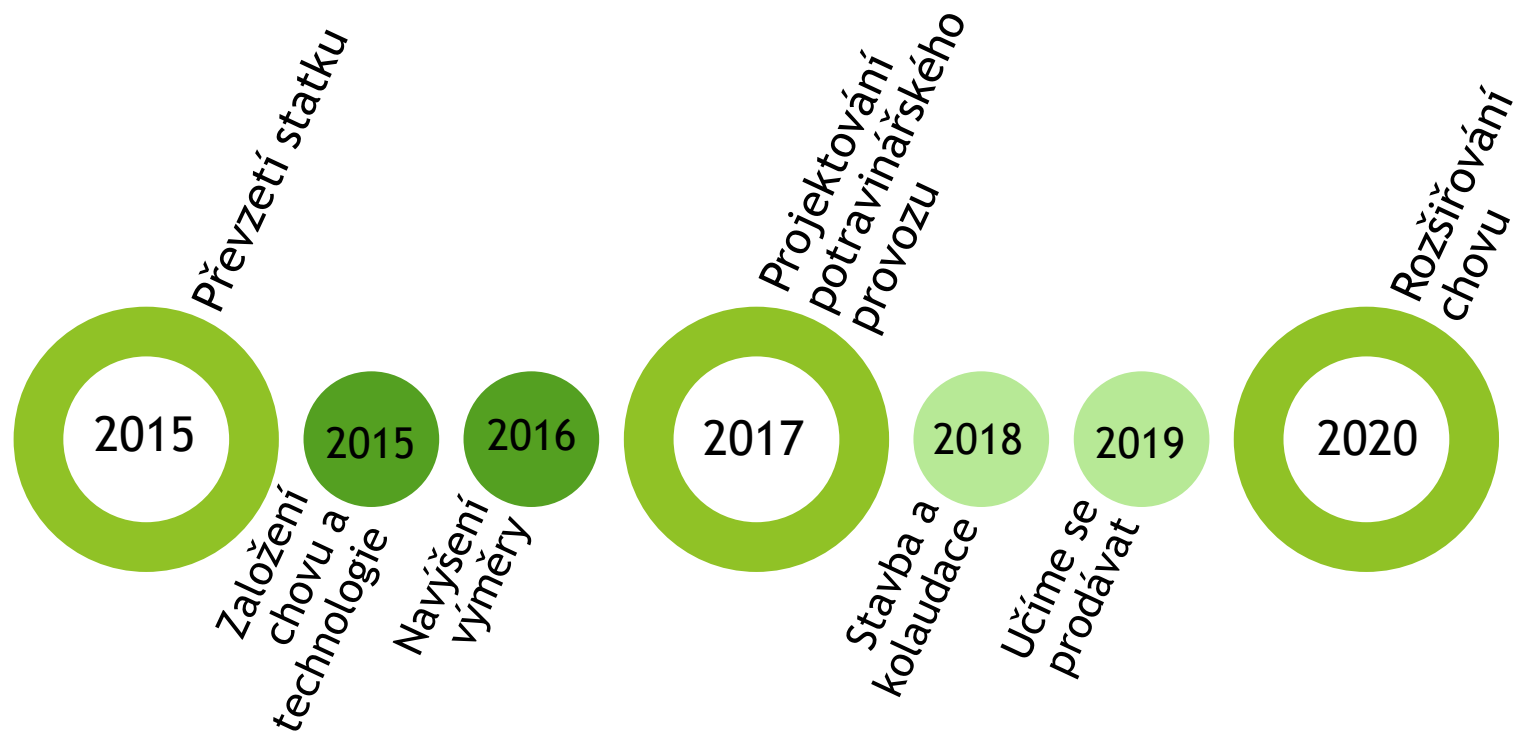 Převzetí statku
2015
Založení
chovu a
technologie
2015
Navýšení
výměry
2016
Projektování
potravinářského
provozu
2017
Stavba a
kolaudace
2018
Učíme se
prodávat
2019
Rozšiřování
chovu
2020